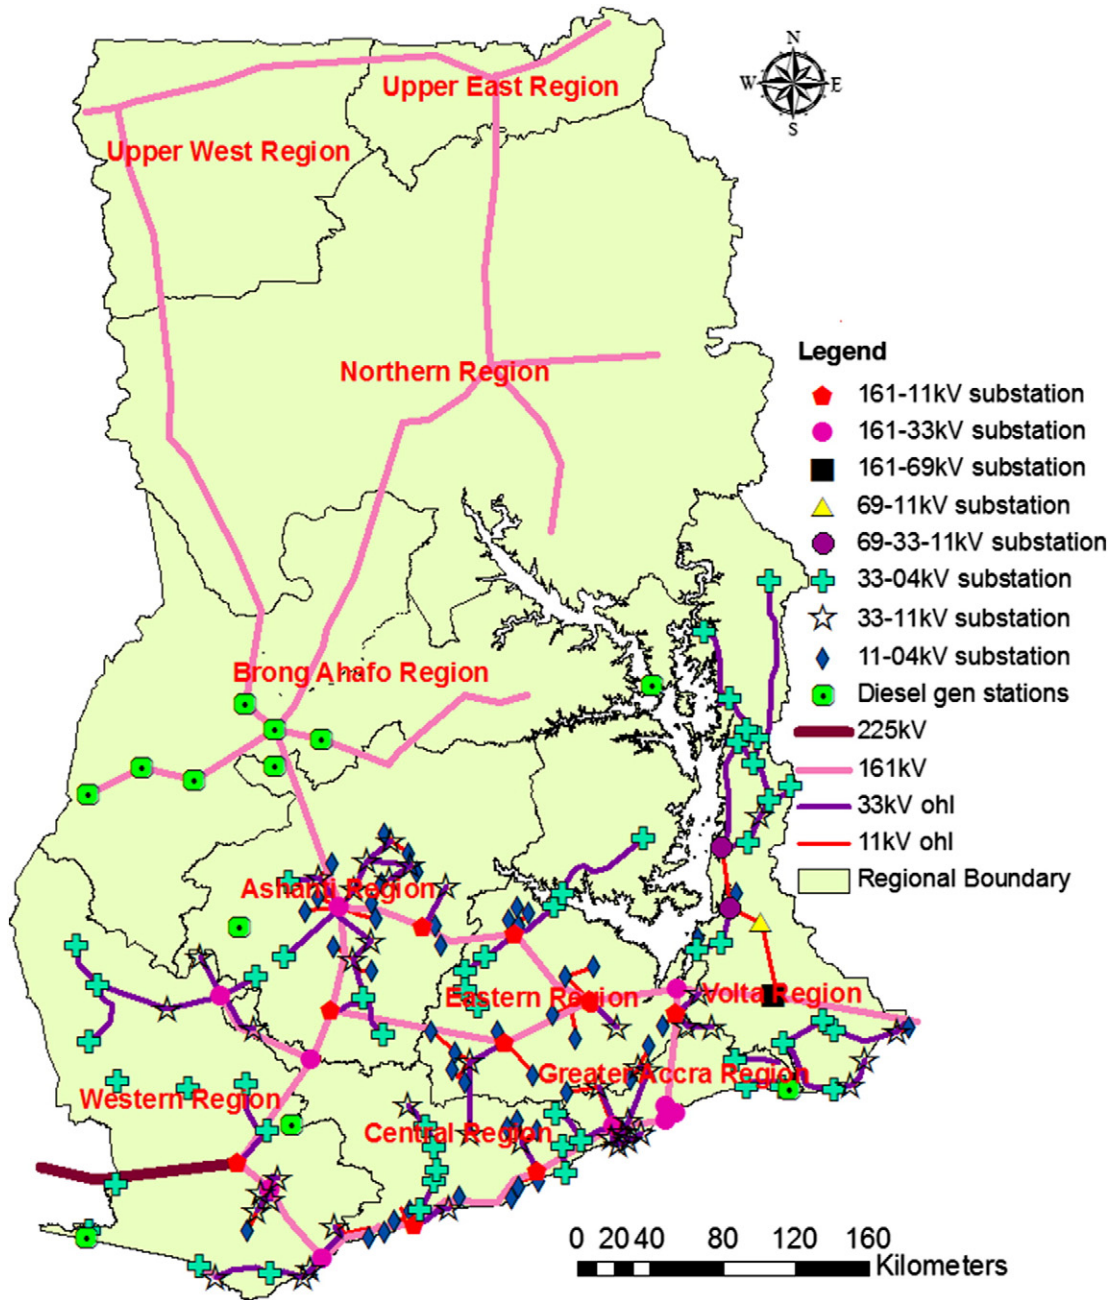 N
W E
S
Upper East Region
Upper West Region
Northern Region
Brong Ahafo Region
Ashanti Region
Eastern Region
Volta Region
Greater Accra Region
Western Region
Central Region
Legend
161-11kV substation
161-33kV substation
161-69kV substation
69-11kV substation
69-33-11kV substation
33-04kV substation
33-11kV substation
11-04kV substation
Diesel gen stations
225kV
161kV
33kV ohl
11kV ohl
Regional Boundary
0 20 40 80 120 160
Kilometers